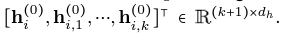 [𝐡_i^{(0)}, 𝐡_{i,1}^{(0)}, ⋯, 𝐡_{i,k}^{(0)}]^⊤ ∈ ℝ^{(k+1)×d_h}.